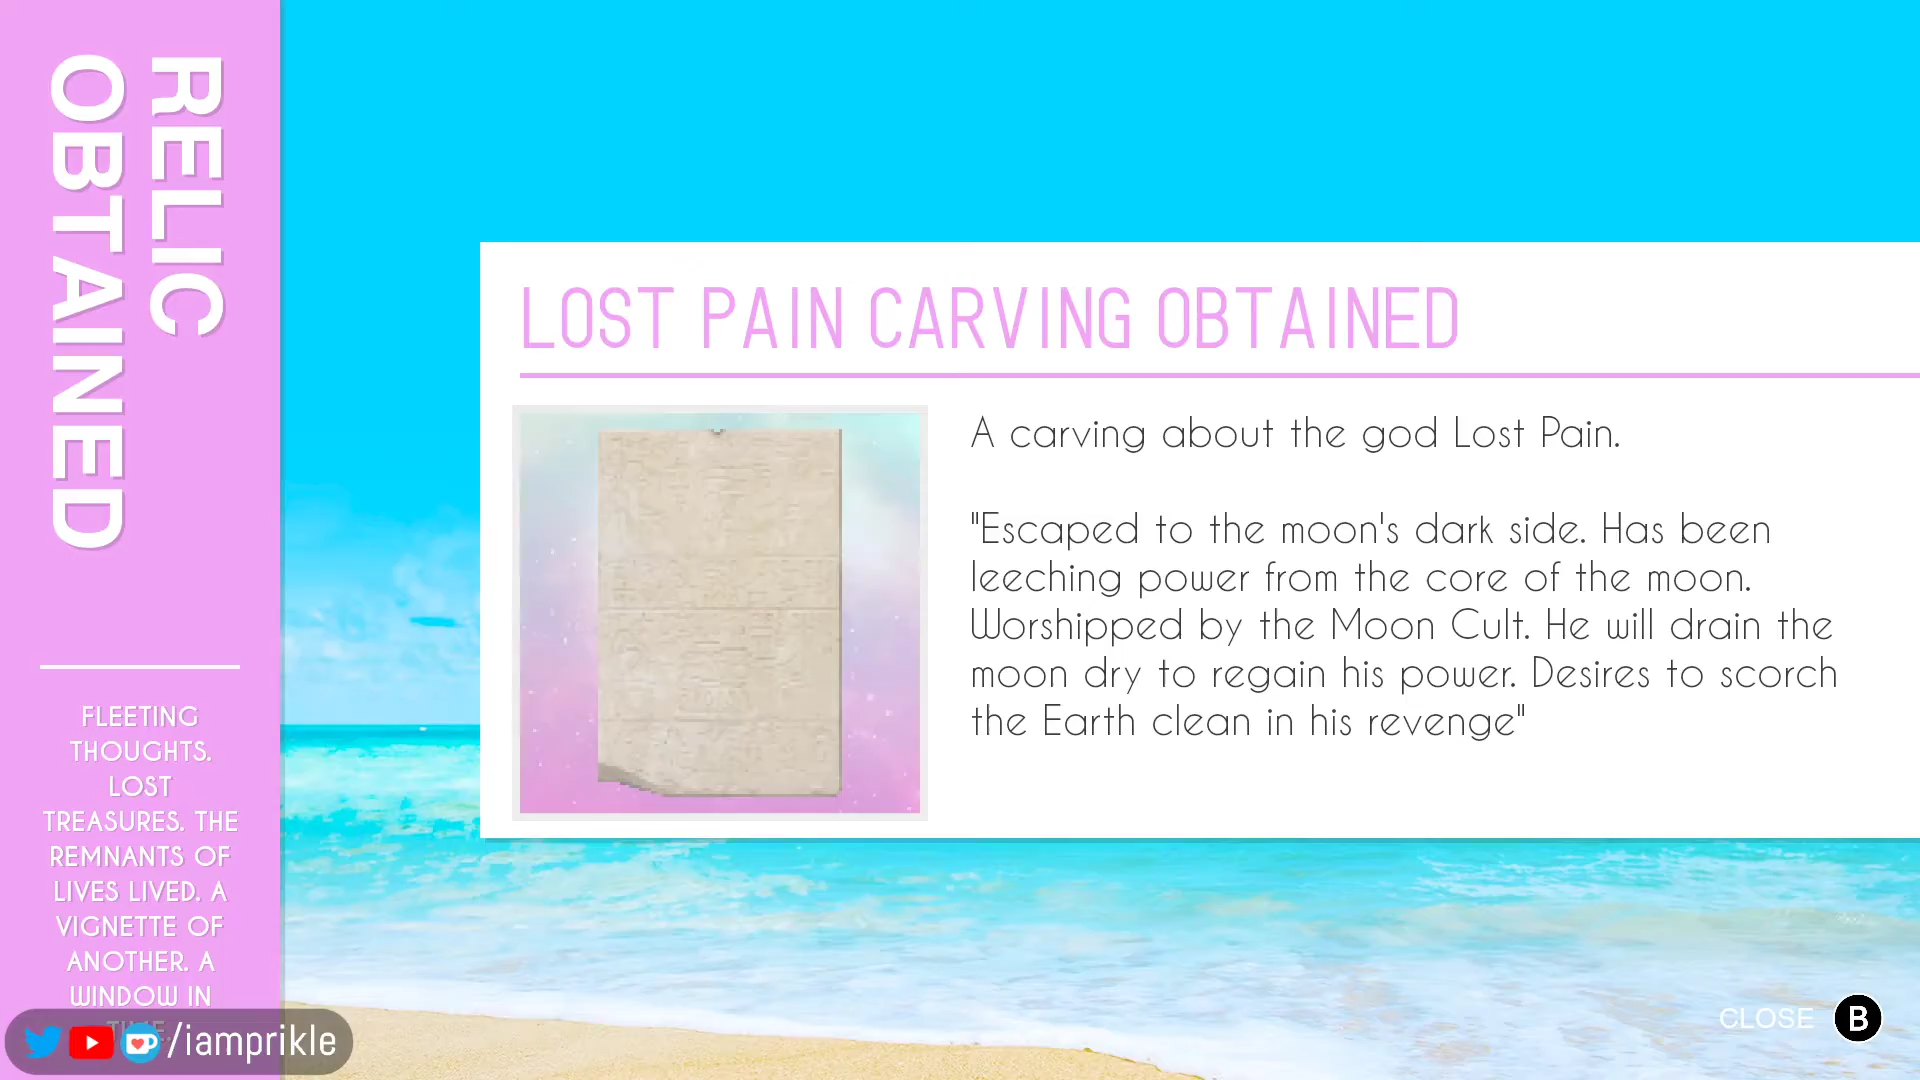 RELIC
OBTAINED
FLEETING
THOUGHTS.
LOST
TREASURES. THE
REMNANTS OF
LIVES LIVED. A
VIGNETTE OF
ANOTHER. A
WINDOW IN
TIME.
/iamprikle
LOST PAIN CARVING OBTAINED
A carving about the god Lost Pain.
"Escaped to the moon's dark side. Has been
leeching power from the core of the moon.
Worshipped by the Moon Cult. He will drain the
moon dry to regain his power. Desires to scorch
the Earth clean in his revenge"
CLOSE B